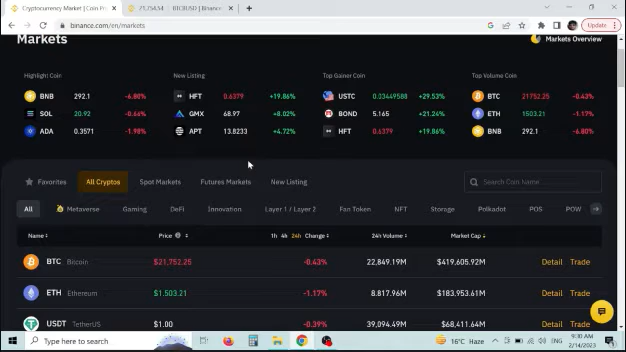 Cryptocurrency Market | Coin Pri
21,754.54 | BTCBUSD | Binance
binance.com/en/markets
Update
Markets
Markets Overview
Highlight Coin
New Listing
Top Gainer Coin
Top Volume Coin
BNB 292.1 -6.80%
HFT 0.6379 +19.86%
USTC 0.03449588 +29.53%
BTC 21752.25 -0.43%
SOL 20.92 -0.66%
GMX 68.97 +8.02%
BOND 5.165 +21.24%
ETH 1503.21 -1.17%
ADA 0.3571 -1.98%
APT 13.8233 +4.72%
HFT 0.6379 +19.86%
BNB 292.1 -6.80%
Favorites All Cryptos Spot Markets Futures Markets New Listing
Search Coin name...
All Metaverse Gaming DeFi Innovation Layer 1 / Layer 2 Fan Token NFT Storage Polkadot POS POW
Name Price 1h 4h 24h Change 24h Volume Market Cap
BTC Bitcoin $21,752.25 -0.43% 22,849.19M $419,605.92M Detail Trade
ETH Ethereum $1,503.21 -1.17% 8,817.96M $183,953.61M Detail Trade
USDT TetherUS $1.00 -0.39% 39,094.49M $68,411.64M Detail Trade
Type here to search
16°C Haze
ENG
9:30 AM
2/14/2023